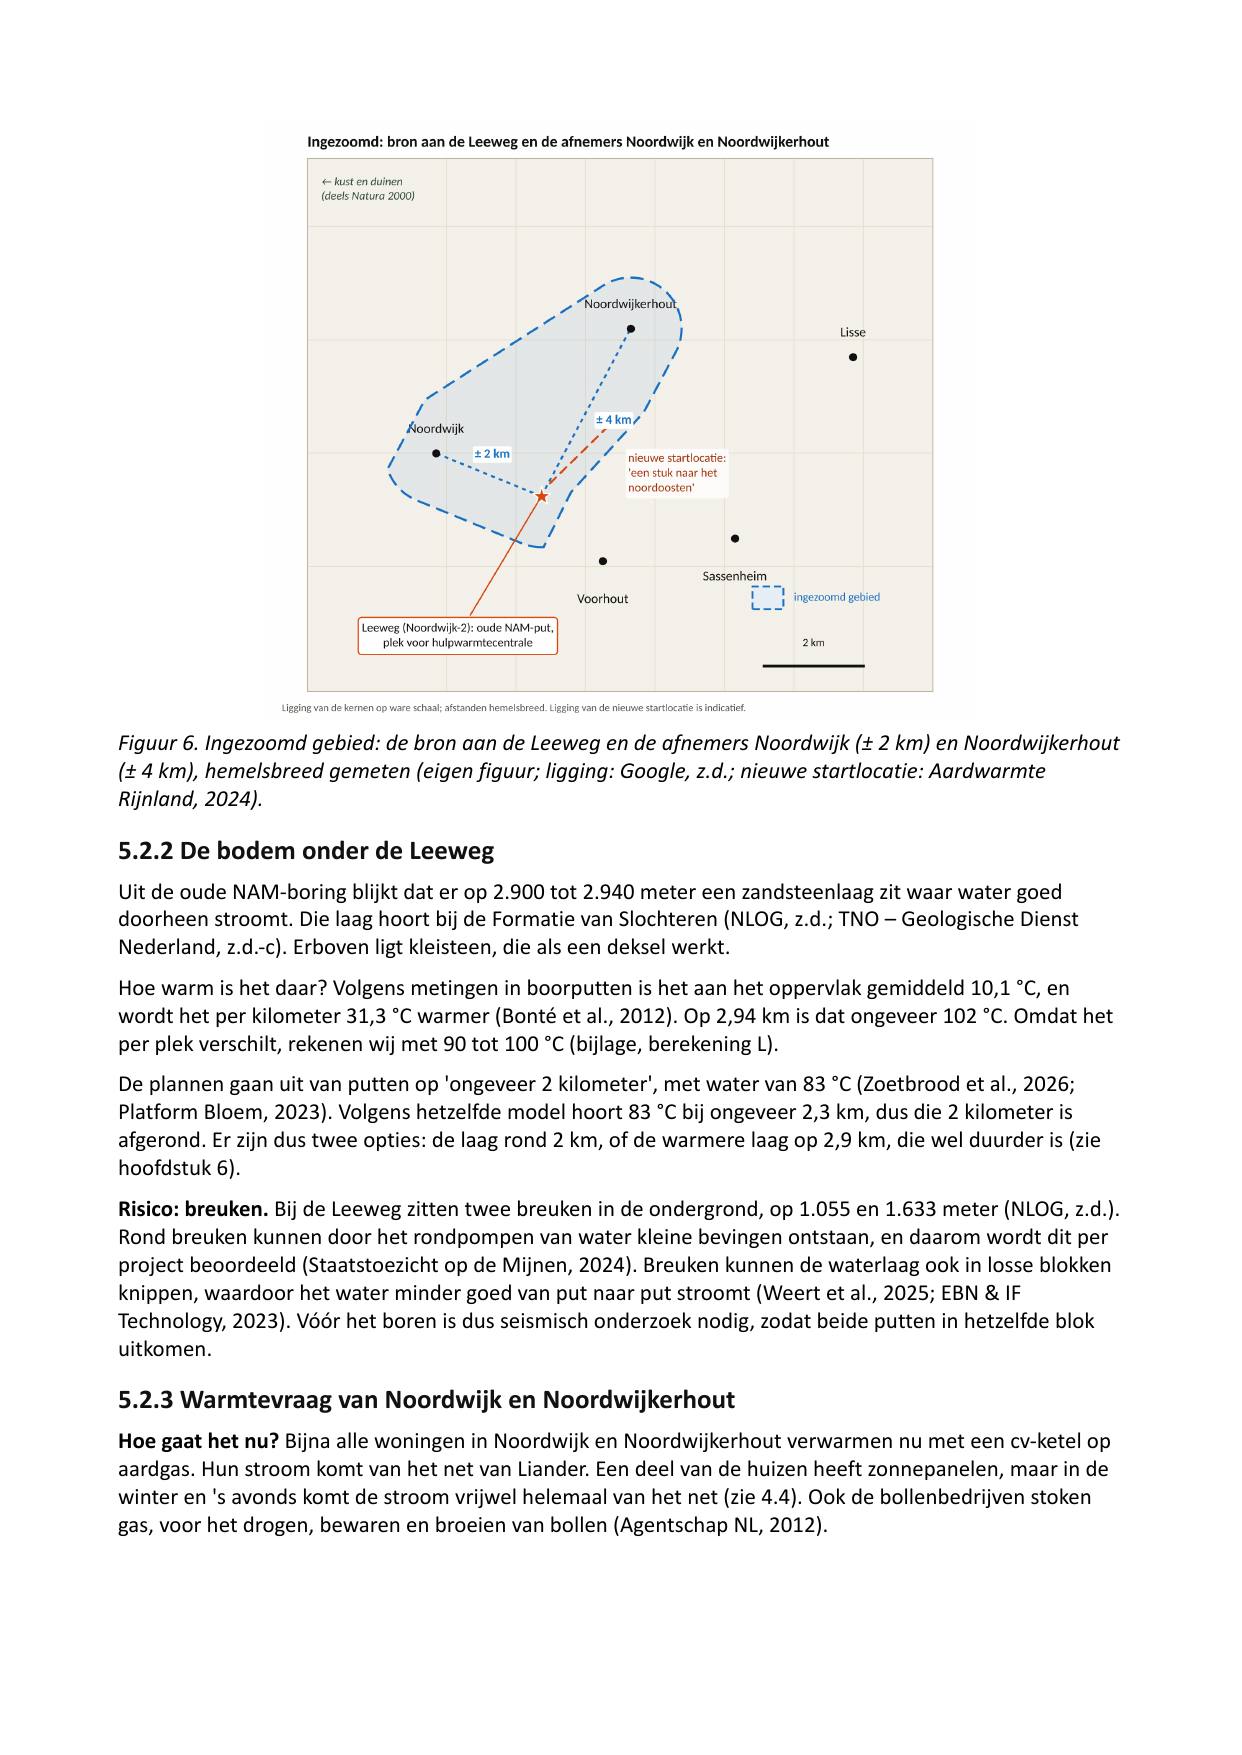 Ingezoomd: bron aan de Leeweg en de afnemers Noordwijk en Noordwijkerhout
← kust en duinen
(deels Natura 2000)
Noordwijkerhout
Lisse
± 4 km
Noordwijk
± 2 km
nieuwe startlocatie:
'een stuk naar het
noordoosten'
Sassenheim
Voorhout
ingezoomd gebied
Leeweg (Noordwijk-2): oude NAM-put,
plek voor hulpwarmtecentrale
2 km
Ligging van de kernen op ware schaal; afstanden hemelsbreed. Ligging van de nieuwe startlocatie is indicatief.
Figuur 6. Ingezoomd gebied: de bron aan de Leeweg en de afnemers Noordwijk (± 2 km) en Noordwijkerhout
(± 4 km), hemelsbreed gemeten (eigen figuur; ligging: Google, z.d.; nieuwe startlocatie: Aardwarmte
Rijnland, 2024).
5.2.2 De bodem onder de Leeweg
Uit de oude NAM-boring blijkt dat er op 2.900 tot 2.940 meter een zandsteenlaag zit waar water goed
doorheen stroomt. Die laag hoort bij de Formatie van Slochteren (NLOG, z.d.; TNO – Geologische Dienst
Nederland, z.d.-c). Erboven ligt kleisteen, die als een deksel werkt.
Hoe warm is het daar? Volgens metingen in boorputten is het aan het oppervlak gemiddeld 10,1 °C, en
wordt het per kilometer 31,3 °C warmer (Bonté et al., 2012). Op 2,94 km is dat ongeveer 102 °C. Omdat het
per plek verschilt, rekenen wij met 90 tot 100 °C (bijlage, berekening L).
De plannen gaan uit van putten op 'ongeveer 2 kilometer', met water van 83 °C (Zoetbrood et al., 2026;
Platform Bloem, 2023). Volgens hetzelfde model hoort 83 °C bij ongeveer 2,3 km, dus die 2 kilometer is
afgerond. Er zijn dus twee opties: de laag rond 2 km, of de warmere laag op 2,9 km, die wel duurder is (zie
hoofdstuk 6).
Risico: breuken. Bij de Leeweg zitten twee breuken in de ondergrond, op 1.055 en 1.633 meter (NLOG, z.d.).
Rond breuken kunnen door het rondpompen van water kleine bevingen ontstaan, en daarom wordt dit per
project beoordeeld (Staatstoezicht op de Mijnen, 2024). Breuken kunnen de waterlaag ook in losse blokken
knippen, waardoor het water minder goed van put naar put stroomt (Weert et al., 2025; EBN & IF
Technology, 2023). Vóór het boren is dus seismisch onderzoek nodig, zodat beide putten in hetzelfde blok
uitkomen.
5.2.3 Warmtevraag van Noordwijk en Noordwijkerhout
Hoe gaat het nu? Bijna alle woningen in Noordwijk en Noordwijkerhout verwarmen nu met een cv-ketel op
aardgas. Hun stroom komt van het net van Liander. Een deel van de huizen heeft zonnepanelen, maar in de
winter en 's avonds komt de stroom vrijwel helemaal van het net (zie 4.4). Ook de bollenbedrijven stoken
gas, voor het drogen, bewaren en broeien van bollen (Agentschap NL, 2012).